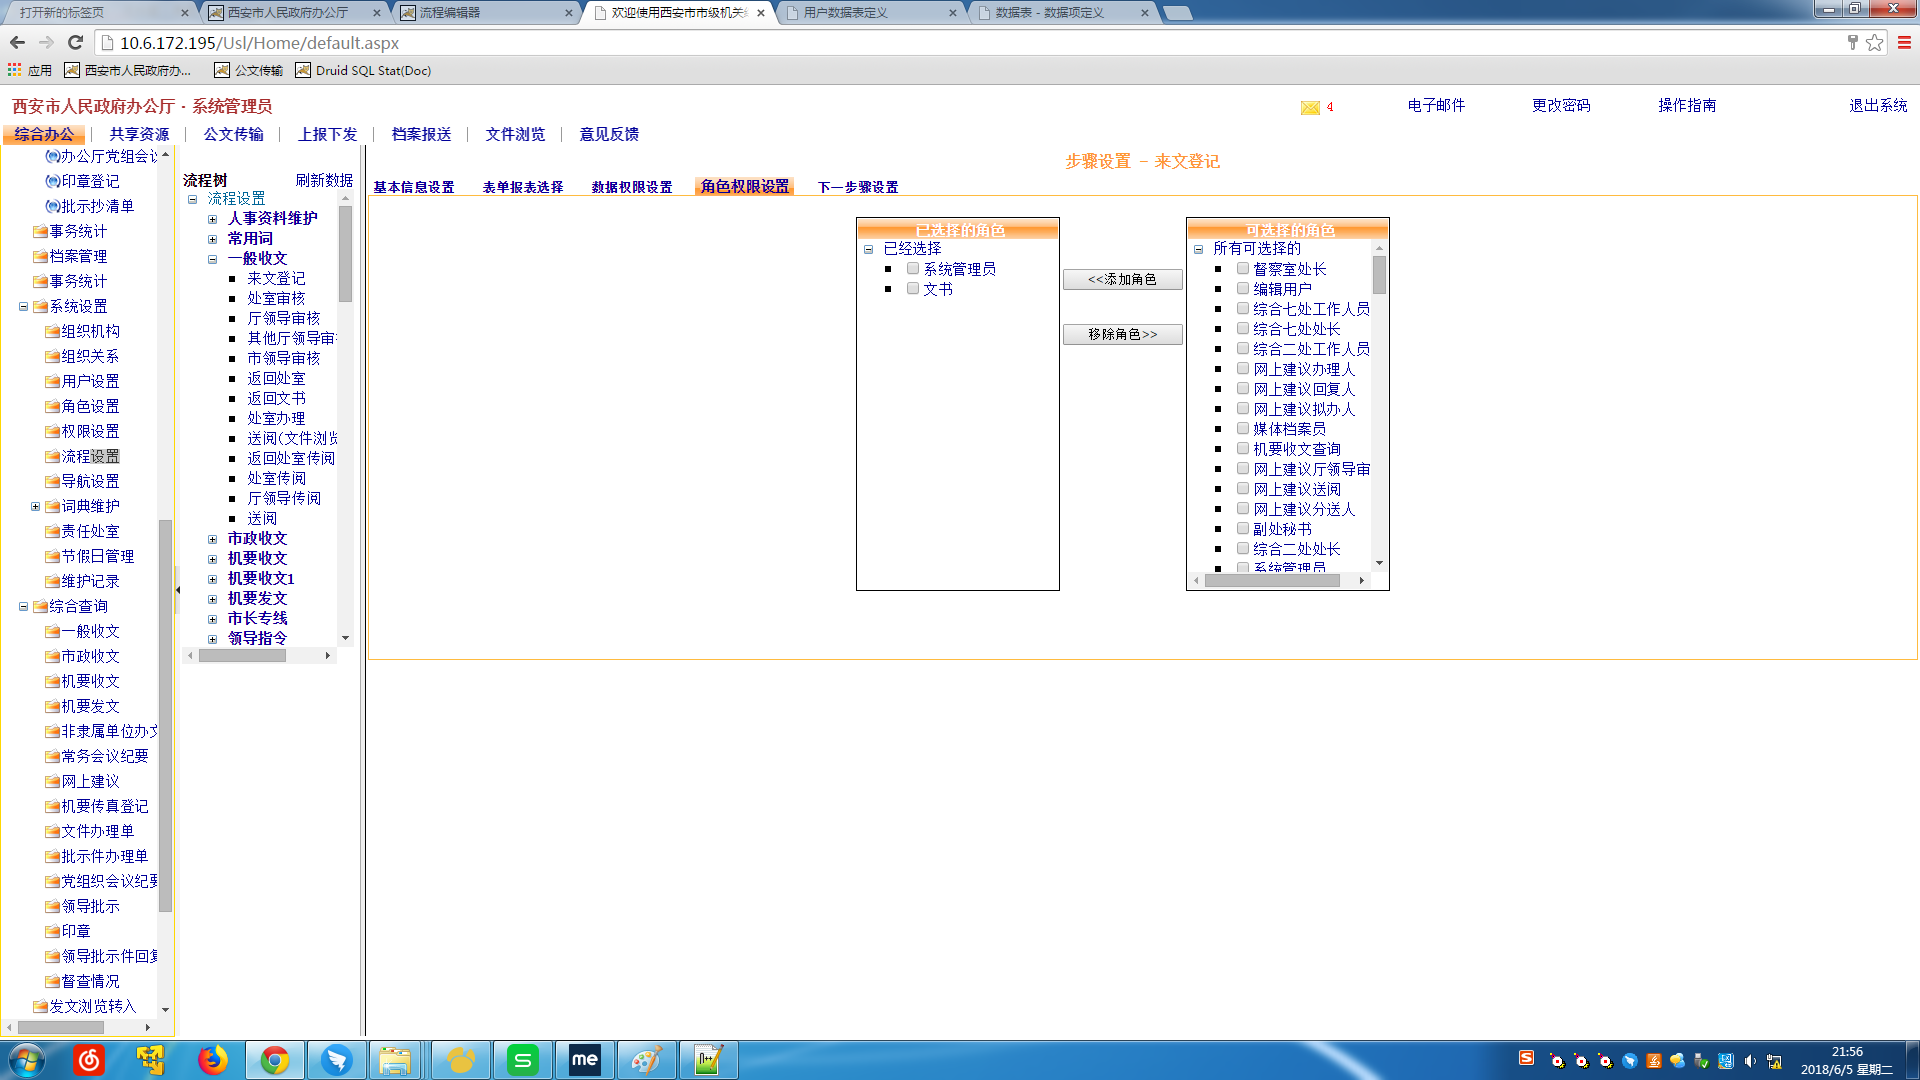 打开新的标签页
西安市人民政府办公厅
流程编辑器
欢迎使用西安市市级机关
用户数据表定义
数据表 - 数据项定义
10.6.172.195/Usl/Home/default.aspx
应用
西安市人民政府办...
公文传输
Druid SQL Stat(Doc)
西安市人民政府办公厅 · 系统管理员
4
电子邮件
更改密码
操作指南
退出系统
综合办公
共享资源
公文传输
上报下发
档案报送
文件浏览
意见反馈
办公厅党组会议
印章登记
批示抄清单
事务统计
档案管理
事务统计
系统设置
组织机构
组织关系
用户设置
角色设置
权限设置
流程设置
导航设置
词典维护
责任处室
节假日管理
维护记录
综合查询
一般收文
市政收文
机要收文
机要发文
非隶属单位办文
常务会议纪要
网上建议
机要传真登记
文件办理单
批示件办理单
党组织会议纪要
领导批示
印章
领导批示件回复
督查情况
发文浏览转入
流程树
刷新数据
流程设置
人事资料维护
常用词
一般收文
来文登记
处室审核
厅领导审核
其他厅领导审
市领导审核
返回处室
返回文书
处室办理
送阅(文件浏览
返回处室传阅
处室传阅
厅领导传阅
送阅
市政收文
机要收文
机要收文1
机要发文
市长专线
领导指令
步骤设置 - 来文登记
基本信息设置
表单报表选择
数据权限设置
角色权限设置
下一步骤设置
已选择的角色
已经选择
系统管理员
文书
<<添加角色
移除角色>>
可选择的角色
所有可选择的
督察室处长
编辑用户
综合七处工作人员
综合七处处长
综合二处工作人员
网上建议办理人
网上建议回复人
网上建议拟办人
媒体档案员
机要收文查询
网上建议厅领导审
网上建议送阅
网上建议分送人
副处秘书
综合二处处长
系统管理员
me
21:56
2018/6/5 星期二